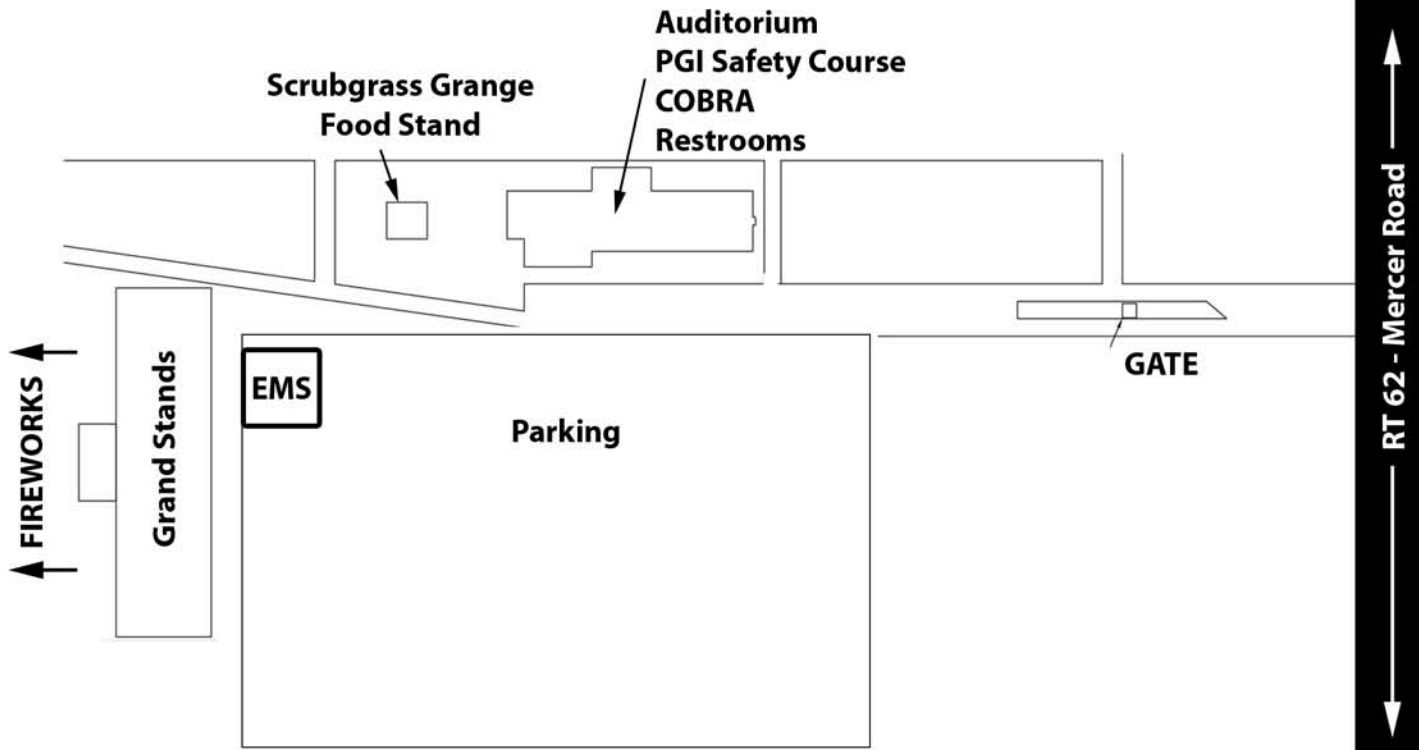 Auditorium
PGI Safety Course
COBRA
Restrooms
Scrubgrass Grange
Food Stand
RT 62 - Mercer Road
GATE
EMS
Parking
Grand Stands
FIREWORKS